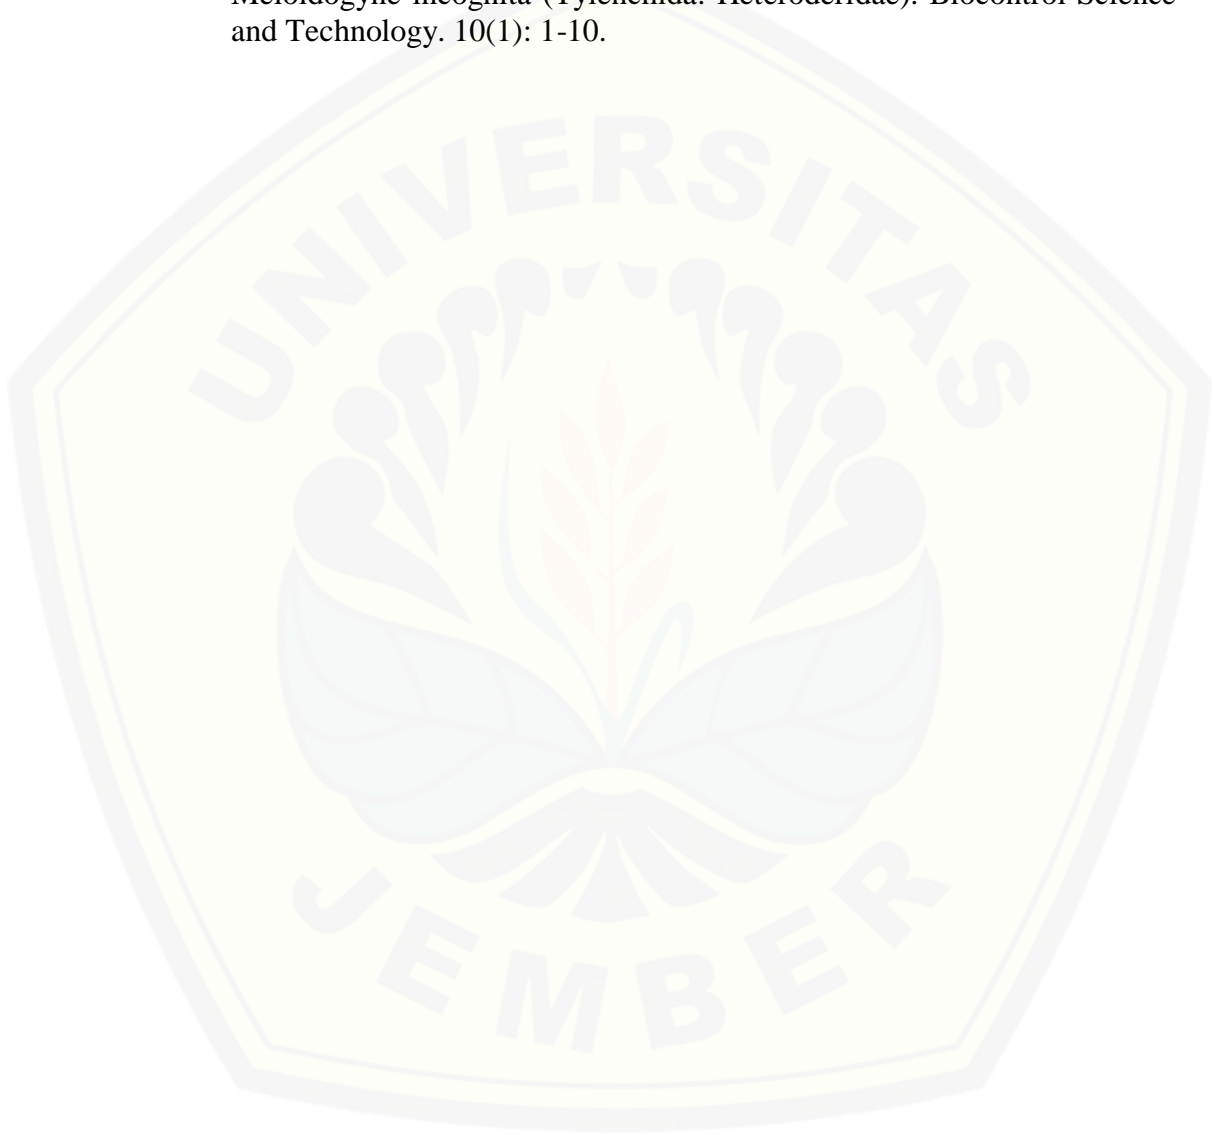 Meloidogyne incognita (Tylenchida: Heteroderidae). Biocontrol Science
and Technology. 10(1): 1-10.
UNIVERSITAS
JEMBER